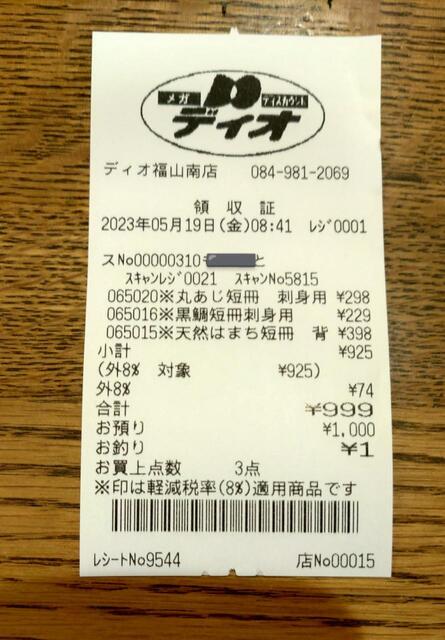 メガ ディスカウント
ディオ
ディオ福山南店 084-981-2069
領収証
2023年05月19日(金)08:41 ﾚｼﾞ0001
スNo00000310 と
ｽｷｬﾝﾚｼﾞ0021 ｽｷｬﾝNo5815
065020※丸あじ短冊 刺身用 ¥298
065016※黒鯛短冊刺身用 ¥229
065015※天然はまち短冊 背 ¥398
小計 ¥925
(外8% 対象 ¥925)
外8% ¥74
合計 ¥999
お預り ¥1,000
お釣り ¥1
お買上点数 3点
※印は軽減税率(8%)適用商品です
ﾚｼｰﾄNo9544 店No00015